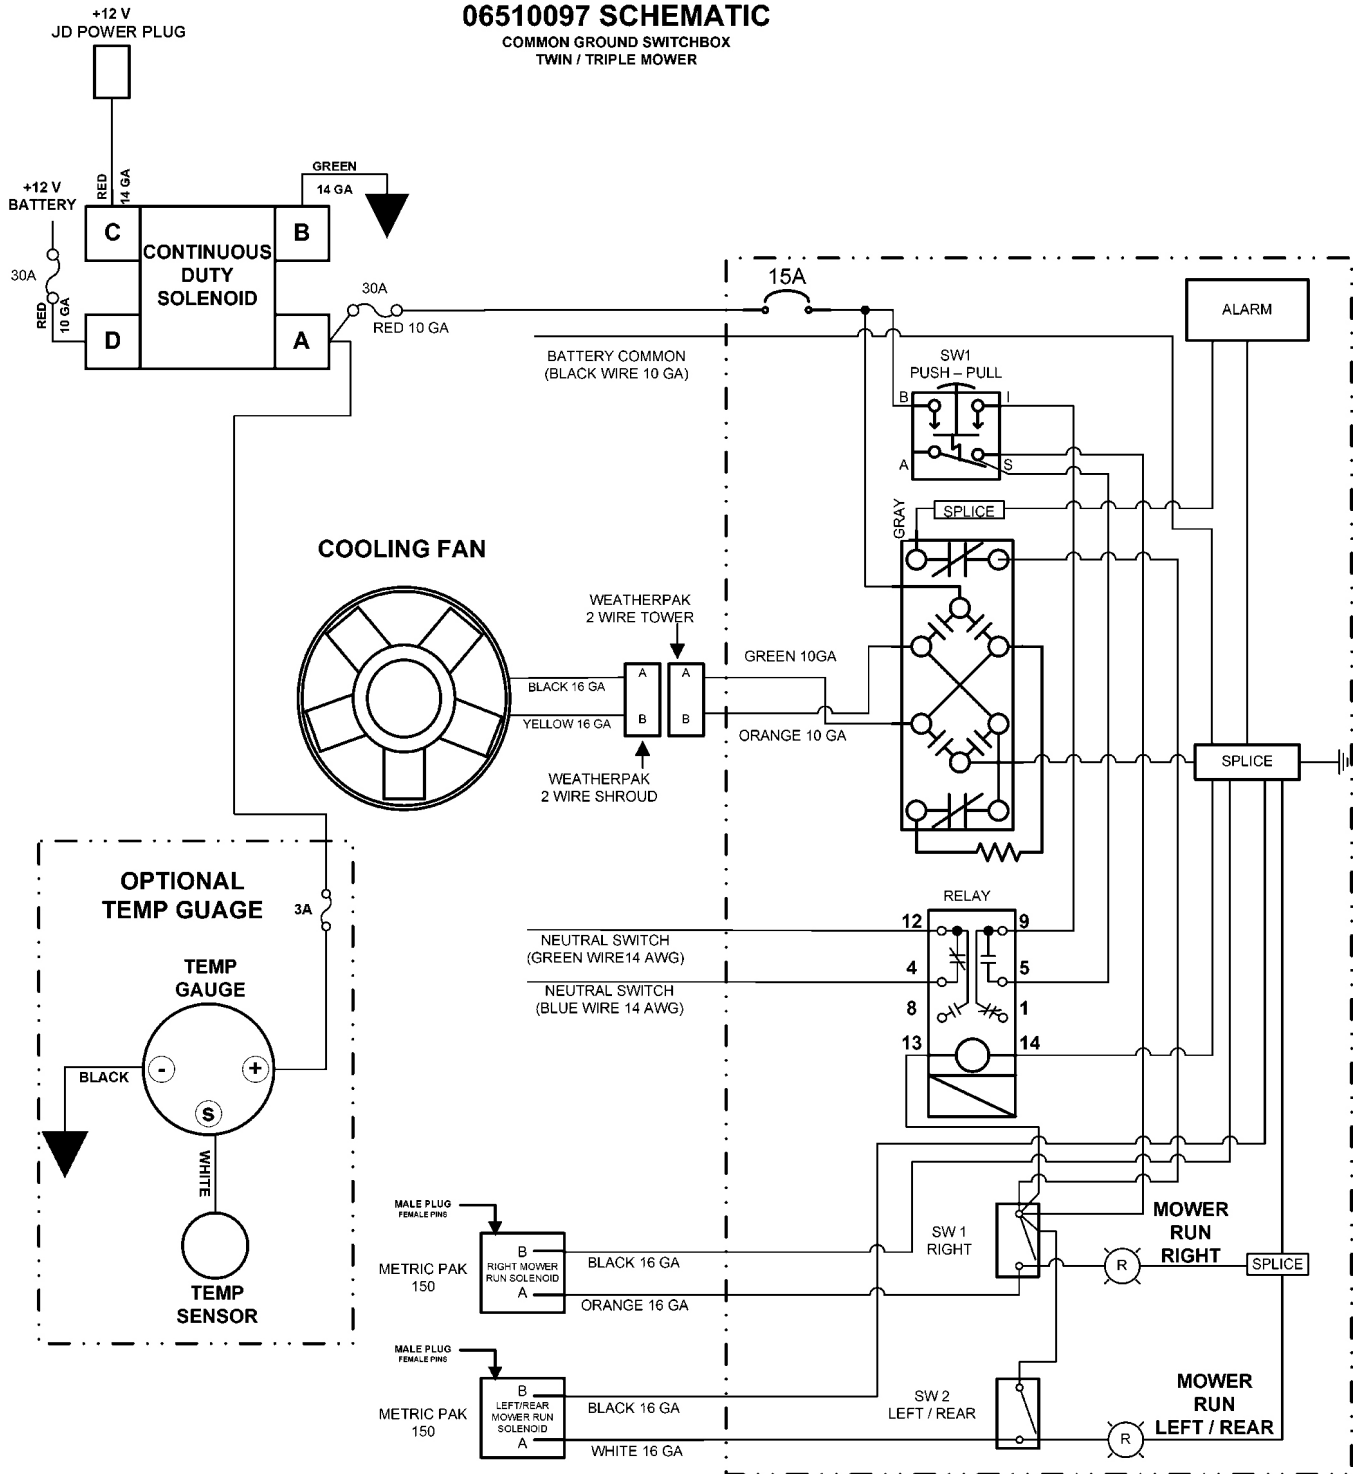 06510097 SCHEMATIC
COMMON GROUND SWITCHBOX
TWIN / TRIPLE MOWER
+12 V
JD POWER PLUG
RED
14 GA
GREEN
14 GA
+12 V
BATTERY
30A
RED
10 GA
C
B
CONTINUOUS
DUTY
SOLENOID
D
A
30A
RED 10 GA
15A
ALARM
BATTERY COMMON
(BLACK WIRE 10 GA)
SW1
PUSH – PULL
B
I
A
S
GRAY
SPLICE
COOLING FAN
WEATHERPAK
2 WIRE TOWER
BLACK 16 GA
YELLOW 16 GA
A
B
A
B
GREEN 10GA
ORANGE 10 GA
WEATHERPAK
2 WIRE SHROUD
SPLICE
OPTIONAL
TEMP GUAGE
3A
TEMP
GAUGE
-
+
S
BLACK
WHITE
TEMP
SENSOR
RELAY
12
9
NEUTRAL SWITCH
(GREEN WIRE14 AWG)
4
5
NEUTRAL SWITCH
(BLUE WIRE 14 AWG)
8
1
13
14
MALE PLUG
FEMALE PINS
METRIC PAK
150
B
RIGHT MOWER
RUN SOLENOID
A
BLACK 16 GA
ORANGE 16 GA
SW 1
RIGHT
MOWER
RUN
RIGHT
R
SPLICE
MALE PLUG
FEMALE PINS
METRIC PAK
150
B
LEFT/REAR
MOWER RUN
SOLENOID
A
BLACK 16 GA
WHITE 16 GA
SW 2
LEFT / REAR
MOWER
RUN
LEFT / REAR
R